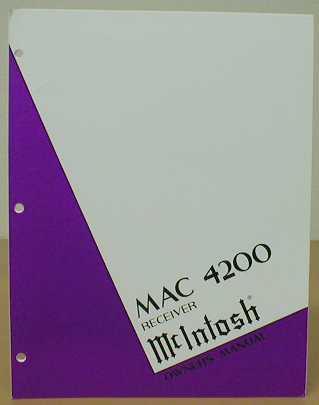 MAC 4200
RECEIVER
McIntosh®
OWNER'S MANUAL